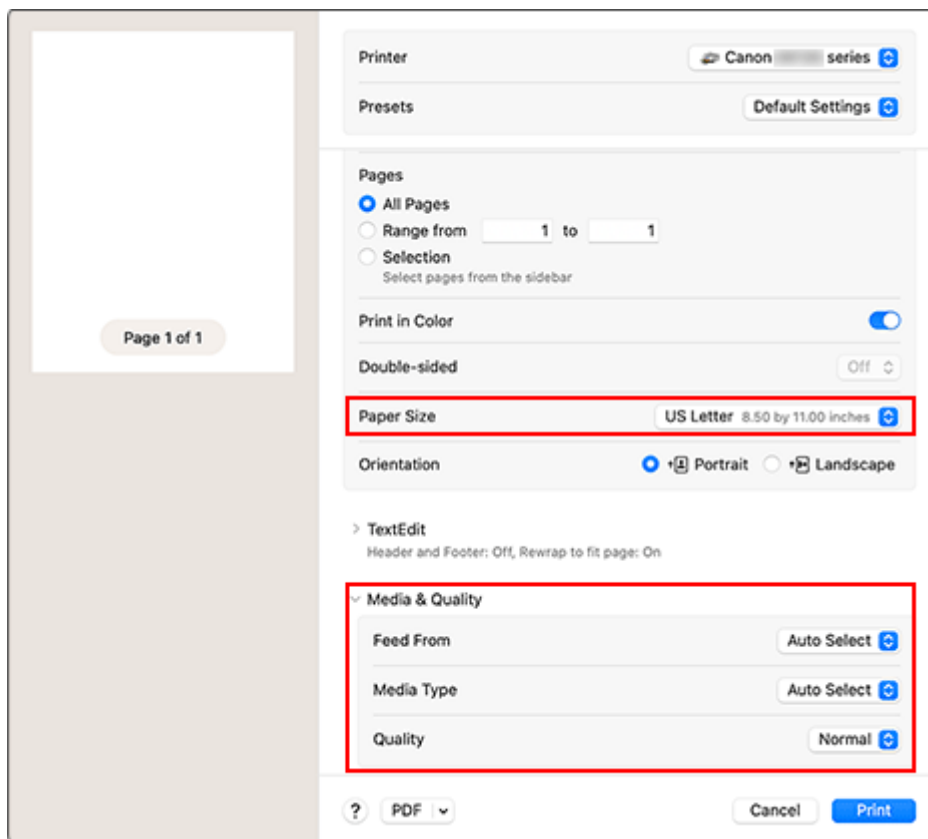 Page 1 of 1
Printer Canon series
Presets Default Settings
Pages
All Pages
Range from 1 to 1
Selection
Select pages from the sidebar
Print in Color
Double-sided Off
Paper Size US Letter 8.50 by 11.00 inches
Orientation Portrait Landscape
TextEdit
Header and Footer: Off, Rewrap to fit page: On
Media & Quality
Feed From Auto Select
Media Type Auto Select
Quality Normal
? PDF Cancel Print